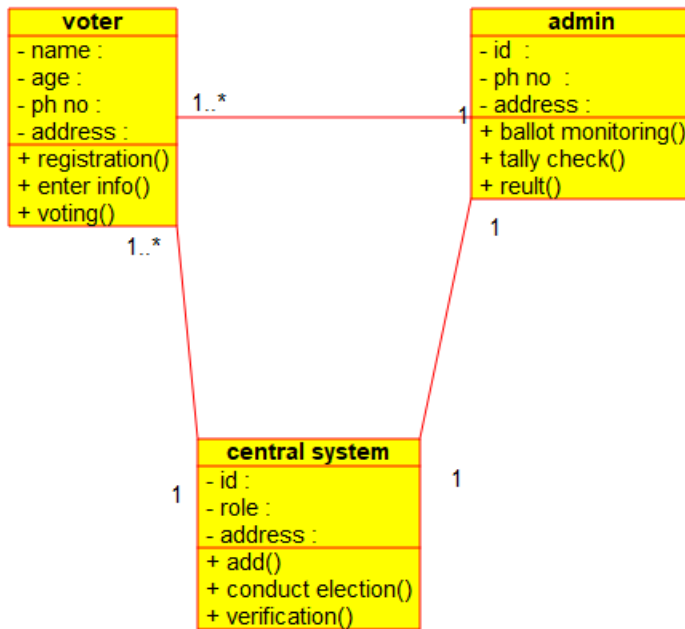 voter
- name :
- age :
- ph no :
- address :
+ registration()
+ enter info()
+ voting()
1..*
1
admin
- id :
- ph no :
- address :
+ ballot monitoring()
+ tally check()
+ reult()
1..*
1
central system
- id :
- role :
- address :
+ add()
+ conduct election()
+ verification()
1
1